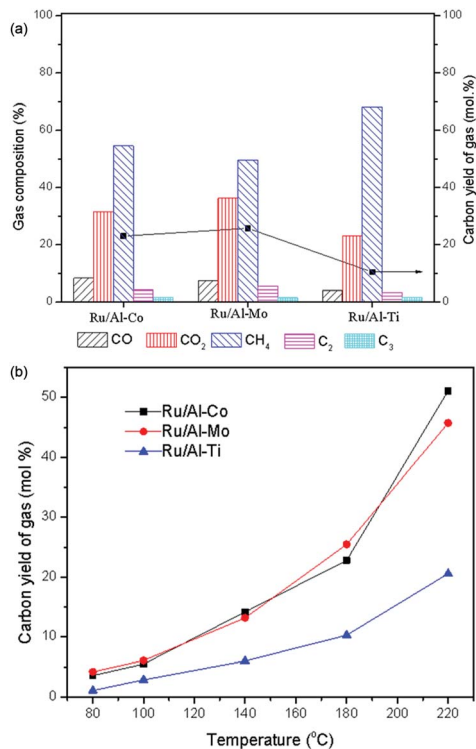 (a)
100
80
60
40
20
0
Gas composition (%)
100
80
60
40
20
0
Carbon yield of gas (mol.%)
Ru/Al-Co Ru/Al-Mo Ru/Al-Ti
CO CO₂ CH₄ C₂ C₃
(b)
50
40
30
20
10
0
Carbon yield of gas (mol %)
Ru/Al-Co
Ru/Al-Mo
Ru/Al-Ti
80 100 120 140 160 180 200 220
Temperature (°C)